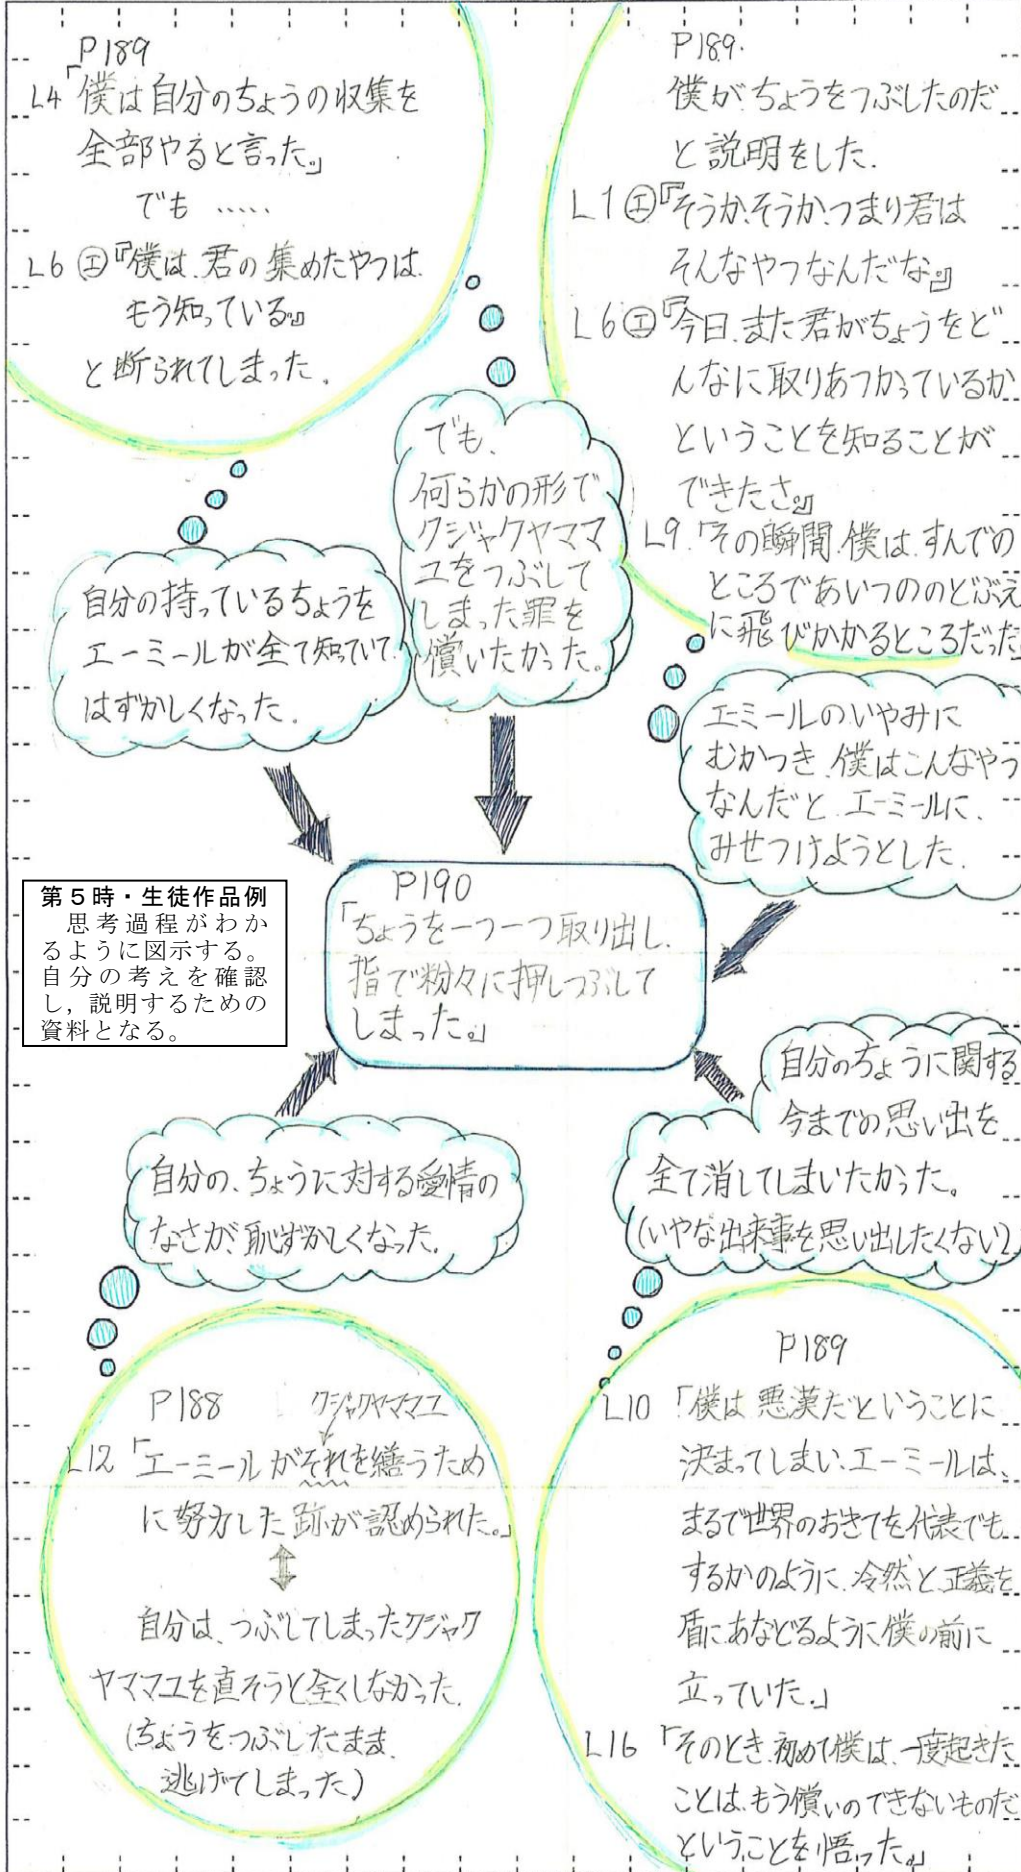 P189
L4「僕は自分のちょうの収集を
全部やると言った。」
でも ……
L6 エ『僕は、君の集めたやつは、
もう知っている。』
と断られてしまった。
P189.
僕が、ちょうをつぶしたのだ
と説明をした.
L1 エ『そうか、そうか、つまり君は
そんなやつなんだな。』
L6 エ『今日、また君がちょうをど
んなに取りあつかっているか、
ということを知ることが
できたさ。』
L9.「その瞬間、僕は、すんでの
ところであいつののどぶえ
に飛びかかるところだった。」
でも、
何らかの形で
クジャクヤママ
ユをつぶして
しまった罪を
償いたかった。
自分の持っているちょうを
エーミールが全て知っていて、
はずかしくなった。
エーミールのいやみに
むかつき、僕はこんなやつ
なんだと、エーミールに、
みせつけようとした.
第5時・生徒作品例
思考過程がわか
るように図示する。
自分の考えを確認
し，説明するための
資料となる。
P190
「ちょうを一つ一つ取り出し、
指で粉々に押しつぶして
しまった。」
自分の、ちょうに対する愛情の
なさが、恥ずかしくなった。
自分のちょうに関する
今までの思い出を
全て消してしまいたかった。
(いやな出来事を思い出したくない)
P188
クジャクヤママユ
L12「エーミールがそれを繕うため
に努力した跡が認められた。」
自分は、つぶしてしまったクジャク
ヤママユを直そうと全くしなかった.
(ちょうをつぶしたまま、
逃げてしまった)
P189
L10「僕は悪漢だということに
決まってしまい、エーミールは、
まるで世界のおきてを代表でも
するかのように、冷然と、正義を
盾に、あなどるように僕の前に
立っていた。」
L16「そのとき、初めて僕は、一度起きた
ことは、もう償いのできないものだ
ということを悟った。」